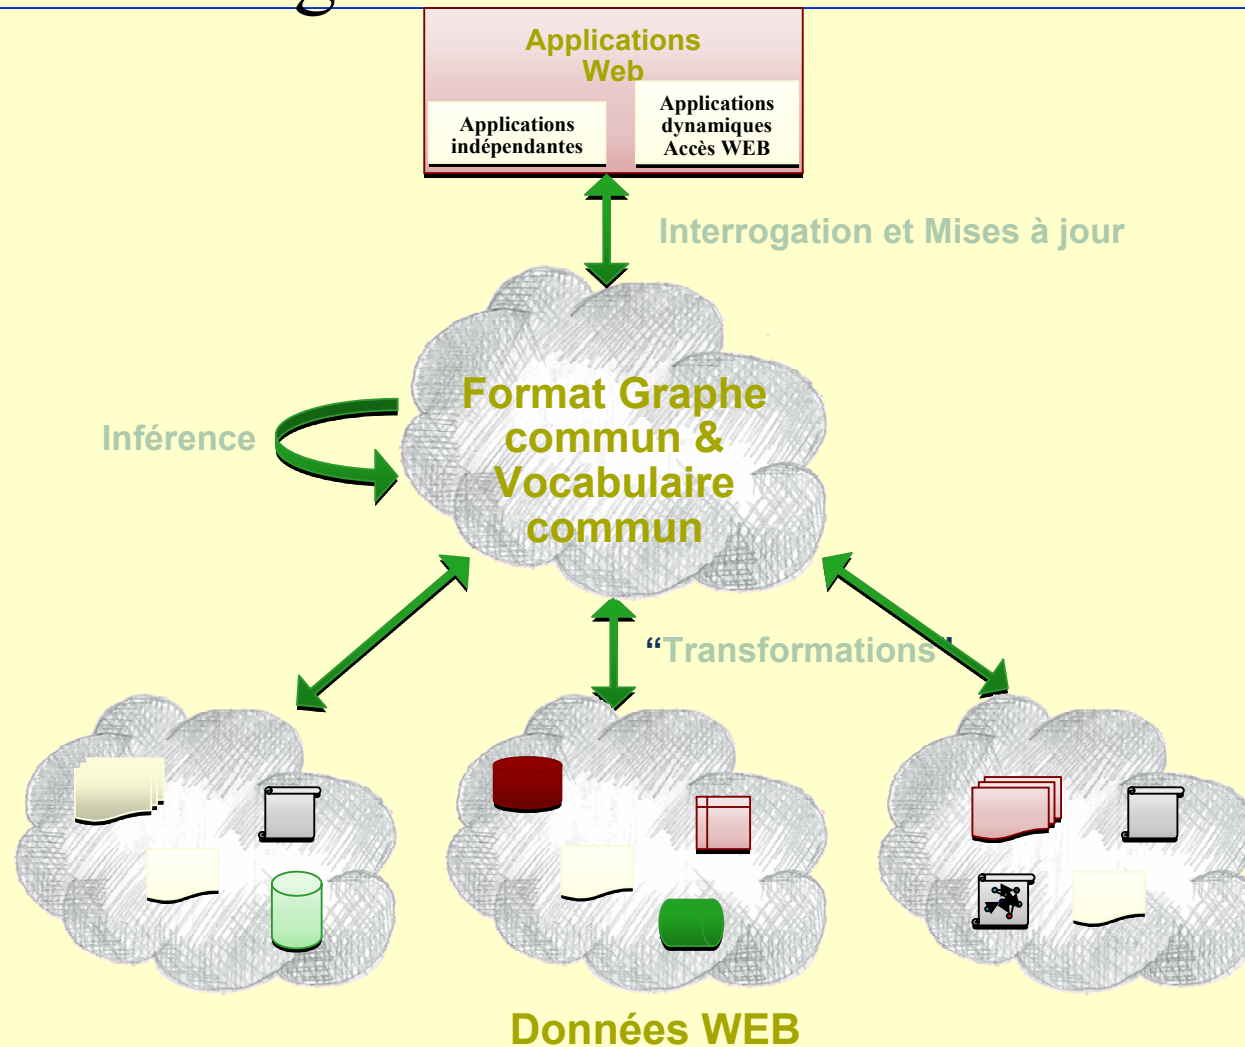 Applications
Web
Applications
indépendantes
Applications
dynamiques
Accès WEB
Interrogation et Mises à jour
Format Graphe
commun &
Vocabulaire
commun
Inférence
“Transformations”
Données WEB